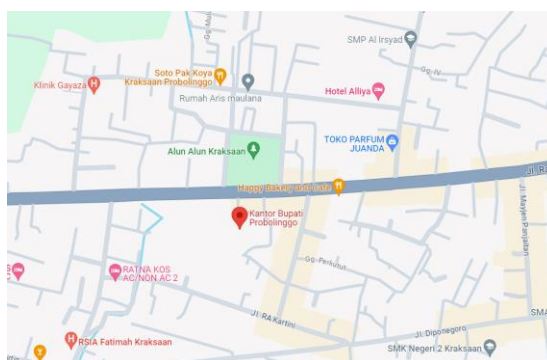 SMP Al Irsyad
Gg. IV
Soto Pak Koya
Kraksaan Probolinggo
Klinik Gayaza
Rumah Aris maulana
Hotel Alliya
TOKO PARFUM
JUANDA
Alun Alun Kraksaan
Happy Bakery and Cafe
Jl. R
Jl. Mayjen Panjaitan
Kantor Bupati
Probolinggo
Gg. Perkutut
RATNA KOS
AC/NON AC 2
Jl. RA Kartini
SMA
Jl. Diponegoro
RSIA Fatimah Kraksaan
SMK Negeri 2 Kraksaan